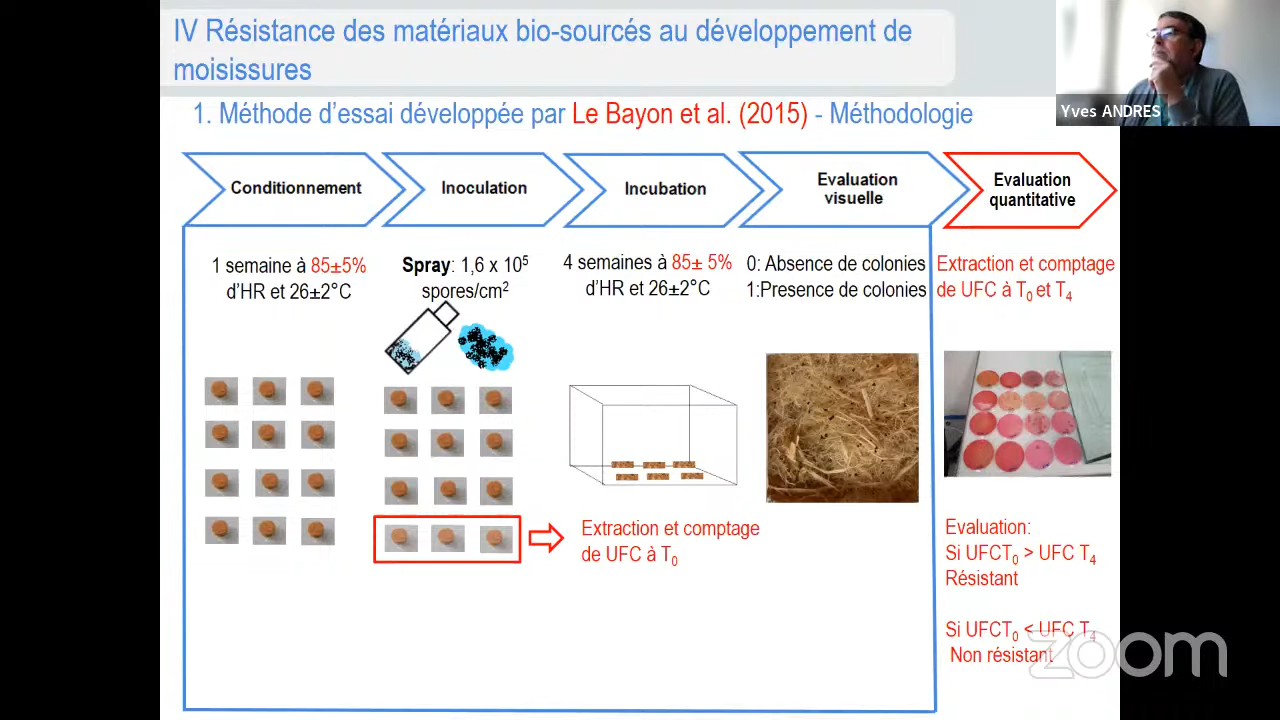 IV Résistance des matériaux bio-sourcés au développement de
moisissures
Yves ANDRES
1. Méthode d'essai développée par Le Bayon et al. (2015) - Méthodologie
Conditionnement
Inoculation
Incubation
Evaluation
visuelle
Evaluation
quantitative
1 semaine à 85±5%
d'HR et 26±2°C
Spray: 1,6 x 10⁵
spores/cm²
4 semaines à 85± 5%
d'HR et 26±2°C
0: Absence de colonies
1:Presence de colonies
Extraction et comptage
de UFC à T₀ et T₄
Extraction et comptage
de UFC à T₀
Evaluation:
Si UFCT₀ > UFC T₄
Résistant
Si UFCT₀ < UFC T₄
Non résistant
zoom